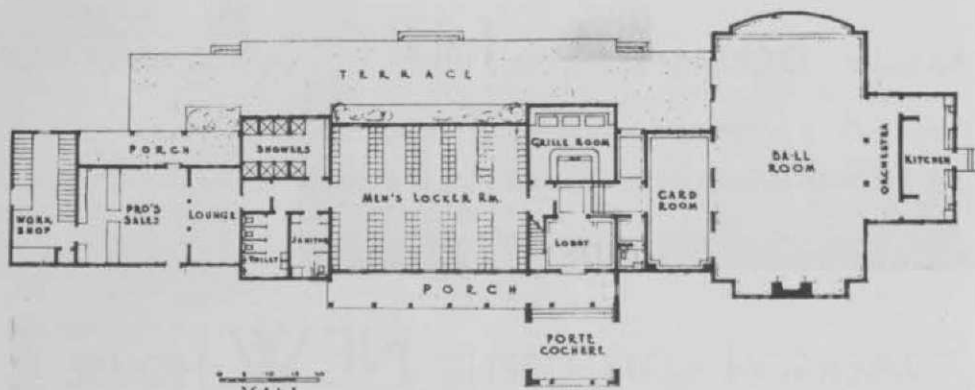 TERRACE
PORCH
SHOWERS
GRILLE ROOM
BALL ROOM
ORCHESTRA
KITCHEN
WORK SHOP
PRO'S SALES
LOUNGE
MEN'S LOCKER RM.
CARD ROOM
TOILET
JANITOR
LOBBY
PORCH
PORTE COCHERE
SCALE